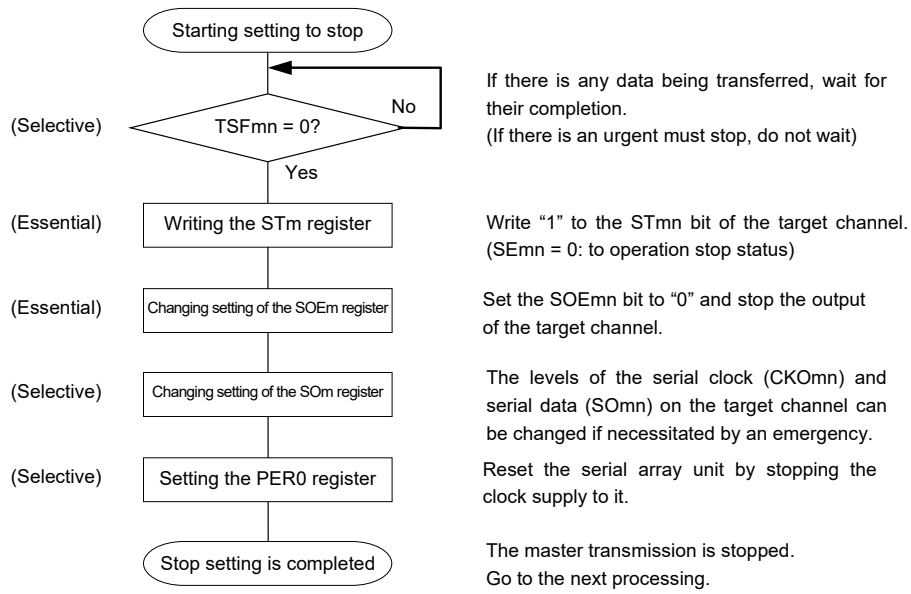 Starting setting to stop
No
If there is any data being transferred, wait for
their completion.
(If there is an urgent must stop, do not wait)
(Selective)
TSFmn = 0?
Yes
(Essential)
Writing the STm register
Write “1” to the STmn bit of the target channel.
(SEmn = 0: to operation stop status)
(Essential)
Changing setting of the SOEm register
Set the SOEmn bit to “0” and stop the output
of the target channel.
(Selective)
Changing setting of the SOm register
The levels of the serial clock (CKOmn) and
serial data (SOmn) on the target channel can
be changed if necessitated by an emergency.
(Selective)
Setting the PER0 register
Reset the serial array unit by stopping the
clock supply to it.
Stop setting is completed
The master transmission is stopped.
Go to the next processing.